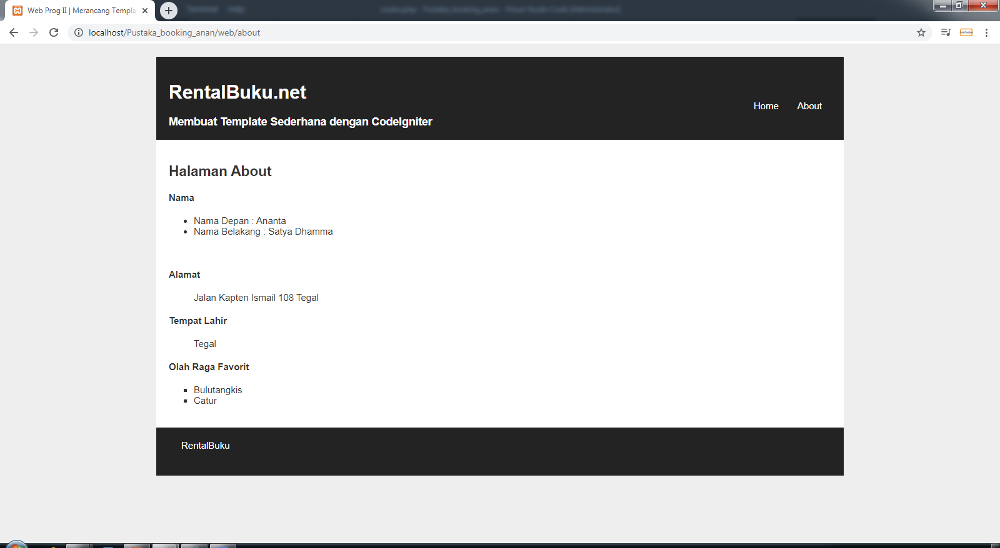 Web Prog II | Merancang Templa
localhost/Pustaka_booking_anan/web/about
RentalBuku.net
Home
About
Membuat Template Sederhana dengan CodeIgniter
Halaman About
Nama
Nama Depan : Ananta
Nama Belakang : Satya Dhamma
Alamat
Jalan Kapten Ismail 108 Tegal
Tempat Lahir
Tegal
Olah Raga Favorit
Bulutangkis
Catur
RentalBuku